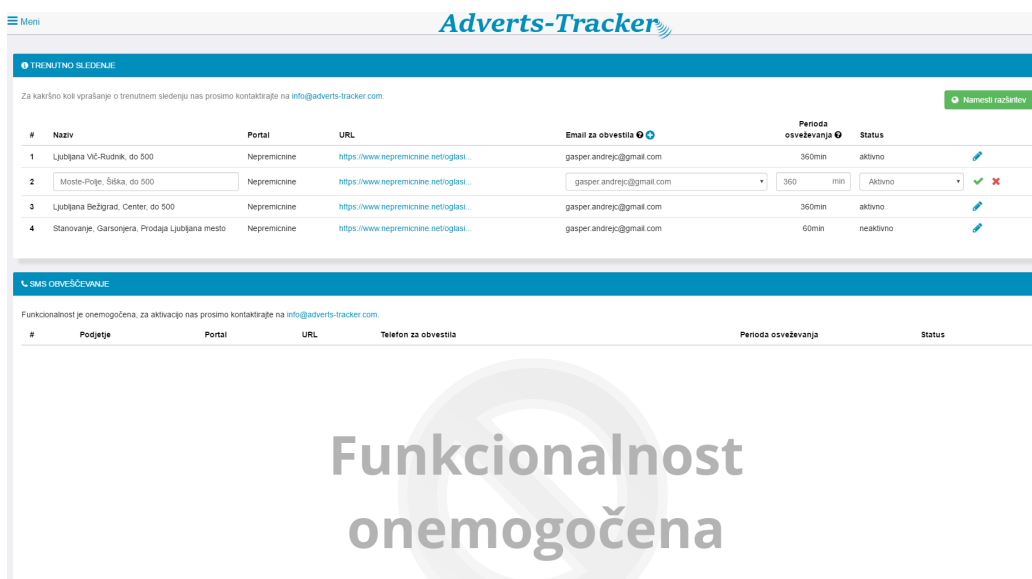 Meni
Adverts-Tracker
TRENUTNO SLEDENJE
Za kakršno koli vprašanje o trenutnem sledenju nas prosimo kontaktirajte na info@adverts-tracker.com.
Namesti razširitev
# Naziv Portal URL Email za obvestila Perioda osveževanja Status
1 Ljubljana Vič-Rudnik, do 500 Nepremicnine https://www.nepremicnine.net/oglasi... gasper.andrejc@gmail.com 360min aktivno
2 Moste-Polje, Šiška, do 500 Nepremicnine https://www.nepremicnine.net/oglasi... gasper.andrejc@gmail.com 360 min Aktivno
3 Ljubljana Bežigrad, Center, do 500 Nepremicnine https://www.nepremicnine.net/oglasi... gasper.andrejc@gmail.com 360min aktivno
4 Stanovanje, Garsonjera, Prodaja Ljubljana mesto Nepremicnine https://www.nepremicnine.net/oglasi... gasper.andrejc@gmail.com 60min neaktivno
SMS OBVEŠČEVANJE
Funkcionalnost je onemogočena, za aktivacijo nas prosimo kontaktirajte na info@adverts-tracker.com.
# Podjetje Portal URL Telefon za obvestila Perioda osveževanja Status
Funkcionalnost
onemogočena